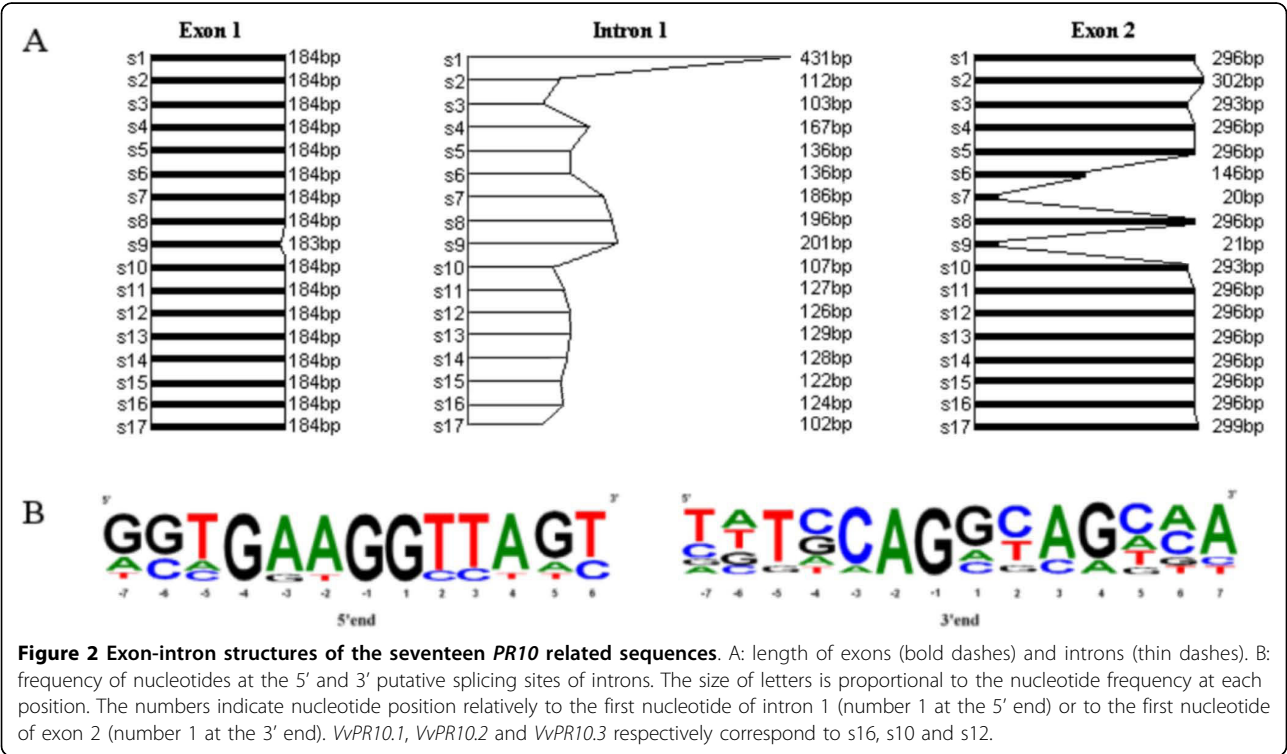 A
Exon 1 Intron 1 Exon 2
s1 184bp s1 431bp s1 296bp
s2 184bp s2 112bp s2 302bp
s3 184bp s3 103bp s3 293bp
s4 184bp s4 167bp s4 296bp
s5 184bp s5 136bp s5 296bp
s6 184bp s6 136bp s6 146bp
s7 184bp s7 186bp s7 20bp
s8 184bp s8 196bp s8 296bp
s9 183bp s9 201bp s9 21bp
s10 184bp s10 107bp s10 293bp
s11 184bp s11 127bp s11 296bp
s12 184bp s12 126bp s12 296bp
s13 184bp s13 129bp s13 296bp
s14 184bp s14 128bp s14 296bp
s15 184bp s15 122bp s15 296bp
s16 184bp s16 124bp s16 296bp
s17 184bp s17 102bp s17 299bp
B
5' 3' 5' 3'
GGTGAAGGTTAGT TATCCAGGCAGCAA
-7 -6 -5 -4 -3 -2 -1 1 2 3 4 5 6 -7 -6 -5 -4 -3 -2 -1 1 2 3 4 5 6 7
5'end 3'end
Figure 2 Exon-intron structures of the seventeen PR10 related sequences. A: length of exons (bold dashes) and introns (thin dashes). B:
frequency of nucleotides at the 5' and 3' putative splicing sites of introns. The size of letters is proportional to the nucleotide frequency at each
position. The numbers indicate nucleotide position relatively to the first nucleotide of intron 1 (number 1 at the 5' end) or to the first nucleotide
of exon 2 (number 1 at the 3' end). VvPR10.1, VvPR10.2 and VvPR10.3 respectively correspond to s16, s10 and s12.